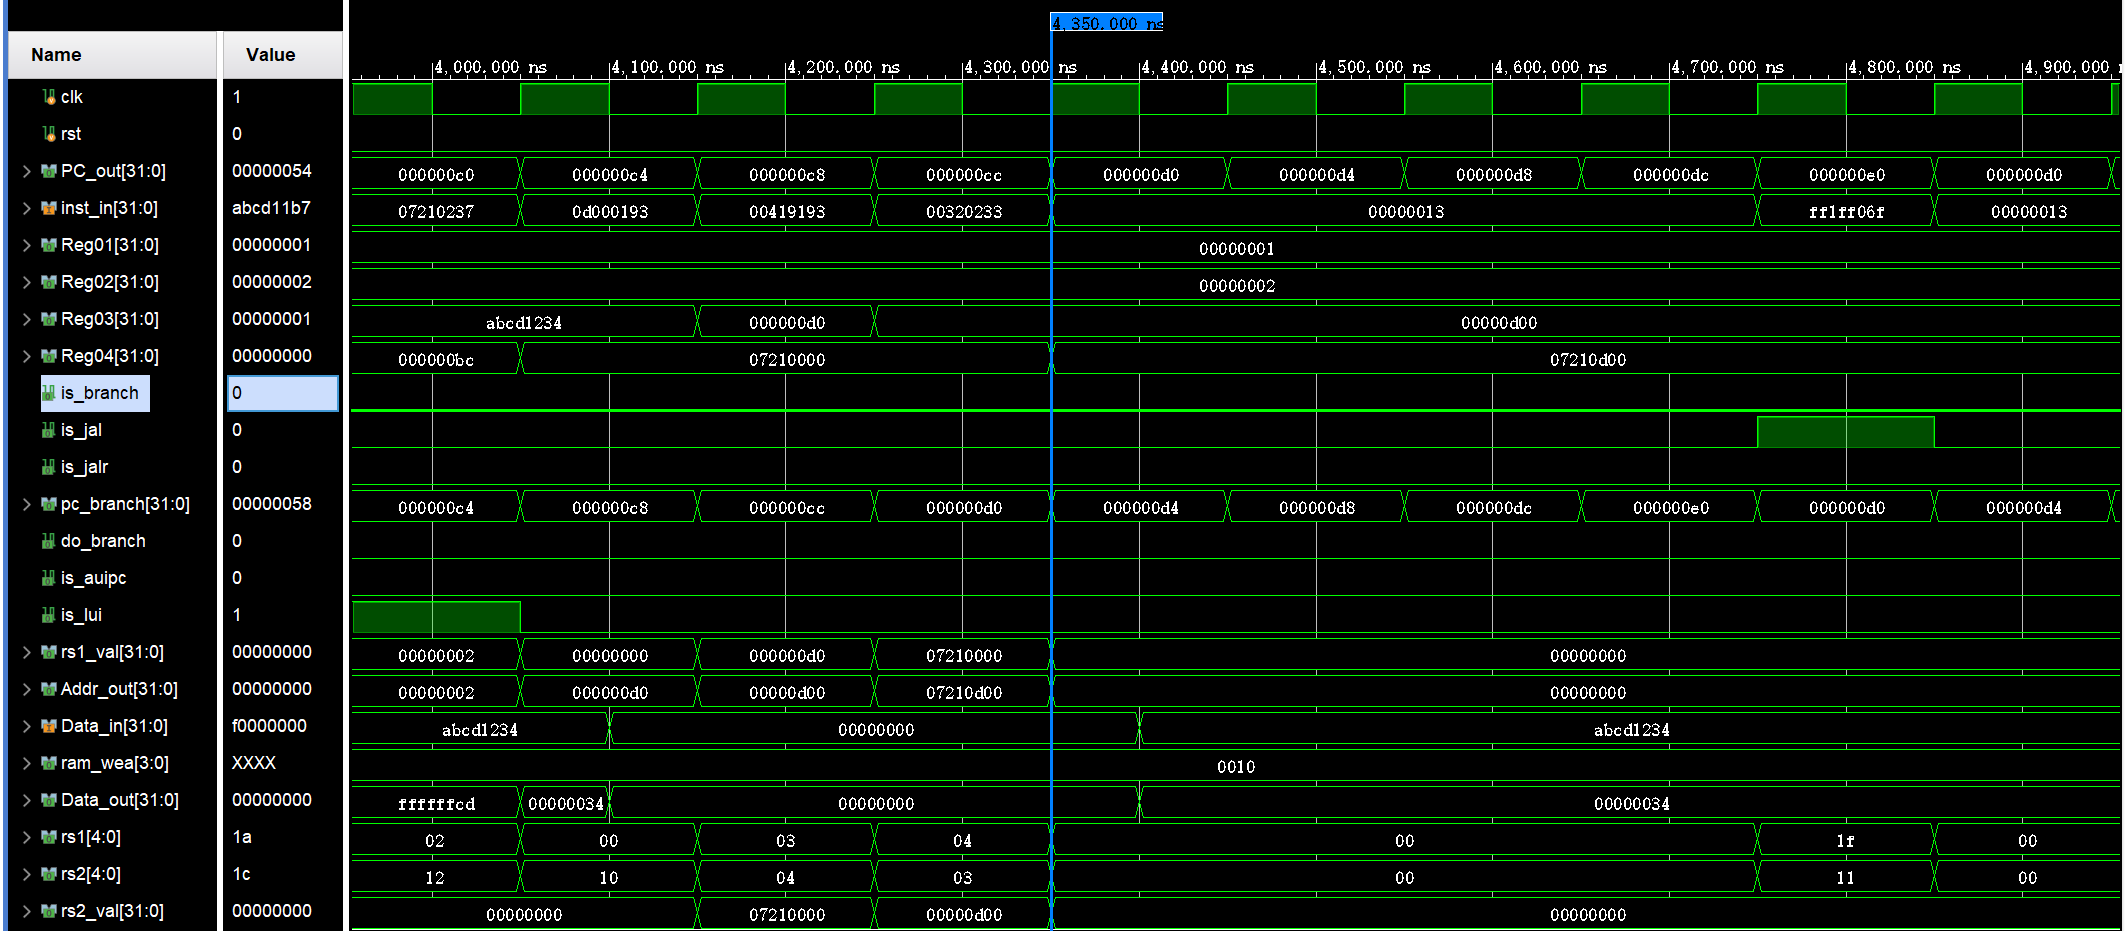 4,350.000 ns
Name Value
4,000.000 ns 4,100.000 ns 4,200.000 ns 4,300.000 ns 4,400.000 ns 4,500.000 ns 4,600.000 ns 4,700.000 ns 4,800.000 ns 4,900.000
clk 1
rst 0
PC_out[31:0] 00000054 000000c0 000000c4 000000c8 000000cc 000000d0 000000d4 000000d8 000000dc 000000e0 000000d0
inst_in[31:0] abcd11b7 07210237 0d000193 00419193 00320233 00000013 ff1ff06f 00000013
Reg01[31:0] 00000001 00000001
Reg02[31:0] 00000002 00000002
Reg03[31:0] 00000001 abcd1234 000000d0 00000d00
Reg04[31:0] 00000000 000000bc 07210000 07210d00
is_branch 0
is_jal 0
is_jalr 0
pc_branch[31:0] 00000058 000000c4 000000c8 000000cc 000000d0 000000d4 000000d8 000000dc 000000e0 000000d0 000000d4
do_branch 0
is_auipc 0
is_lui 1
rs1_val[31:0] 00000000 00000002 00000000 000000d0 07210000 00000000
Addr_out[31:0] 00000000 00000002 000000d0 00000d00 07210d00 00000000
Data_in[31:0] f0000000 abcd1234 00000000 abcd1234
ram_wea[3:0] XXXX 0010
Data_out[31:0] 00000000 ffffffcd 00000034 00000000 00000034
rs1[4:0] 1a 02 00 03 04 00 1f 00
rs2[4:0] 1c 12 10 04 03 00 11 00
rs2_val[31:0] 00000000 00000000 07210000 00000d00 00000000